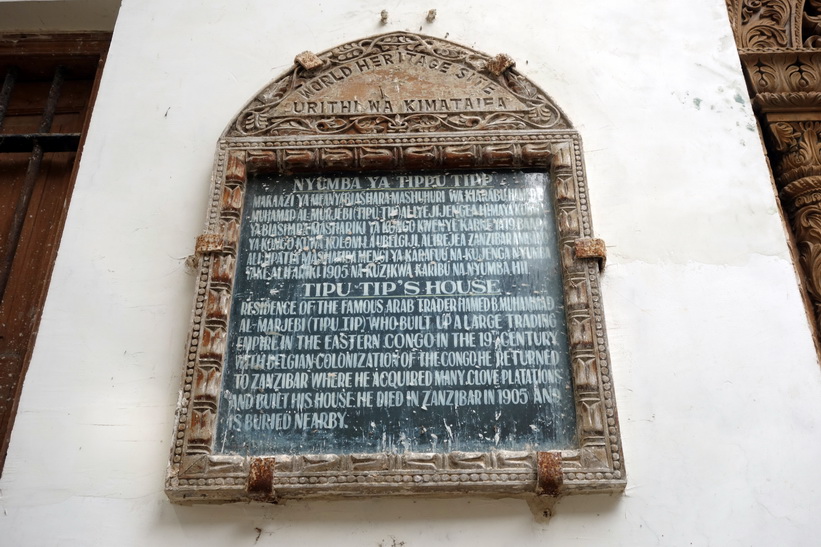 WORLD HERITAGE SITE
URITHI WA KIMATAIFA
NYUMBA YA TIPPU TIPP
MAKAAZI YA MFANYABIASHARA MASHUHURI WA KIARABU
MUHAMAD AL-MURJEBI (TIPU TIP) ALIYEJIJENGEA HIMAYA KUBWA
YA BIASHARA MASHARIKI YA KONGO KWENYE KARNE YA 19. BAADA
YA KONGO KUWA KOLONI LA UBELGIJI, ALIREJEA ZANZIBAR
ALIJIPATIA MASHAMBA MENGI YA KARAFUU NA KUJENGA NYUMBA
YAKE. ALIFARIKI 1905 NA KUZIKWA KARIBU NA NYUMBA HII.
TIPU TIP'S HOUSE
RESIDENCE OF THE FAMOUS ARAB TRADER HAMED B. MUHAMMAD
AL-MARJEBI (TIPU TIP) WHO BUILT UP A LARGE TRADING
EMPIRE IN THE EASTERN CONGO IN THE 19th CENTURY.
WITH BELGIAN COLONIZATION OF THE CONGO, HE RETURNED
TO ZANZIBAR WHERE HE ACQUIRED MANY CLOVE PLATATIONS
AND BUILT HIS HOUSE. HE DIED IN ZANZIBAR IN 1905 AND
IS BURIED NEARBY.